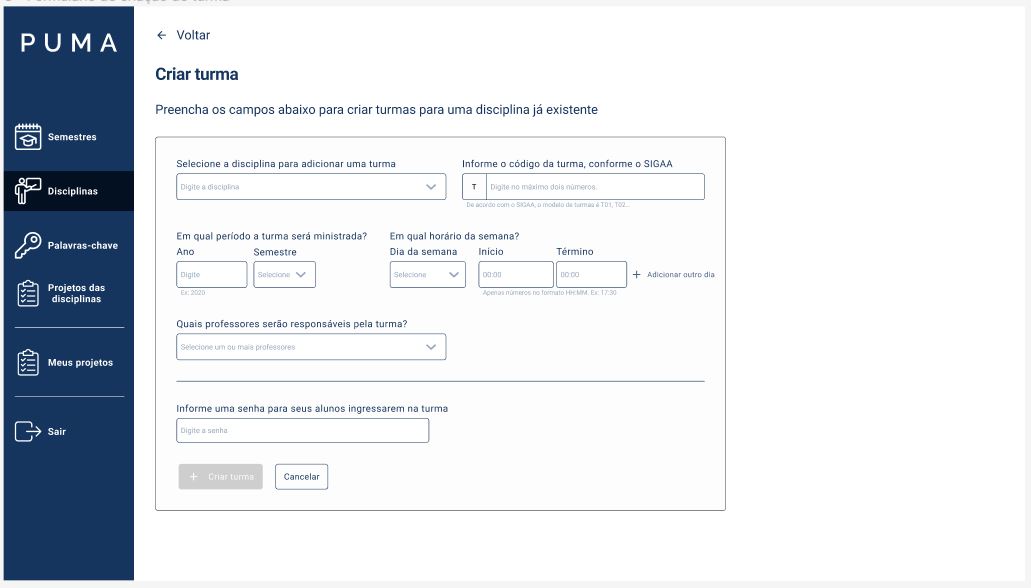 PUMA
Semestres
Disciplinas
Palavras-chave
Projetos das
disciplinas
Meus projetos
Sair
← Voltar
Criar turma
Preencha os campos abaixo para criar turmas para uma disciplina já existente
Selecione a disciplina para adicionar uma turma
Digite a disciplina
Informe o código da turma, conforme o SIGAA
T Digite no máximo dois números.
De acordo com o SIGAA, o modelo de turmas é T01, T02...
Em qual período a turma será ministrada?
Ano Semestre
Digite Selecione
Ex: 2020
Em qual horário da semana?
Dia da semana Início Término
Selecione 00:00 00:00 + Adicionar outro dia
Apenas números no formato HH:MM. Ex: 17:30
Quais professores serão responsáveis pela turma?
Selecione um ou mais professores
Informe uma senha para seus alunos ingressarem na turma
Digite a senha
+ Criar turma Cancelar